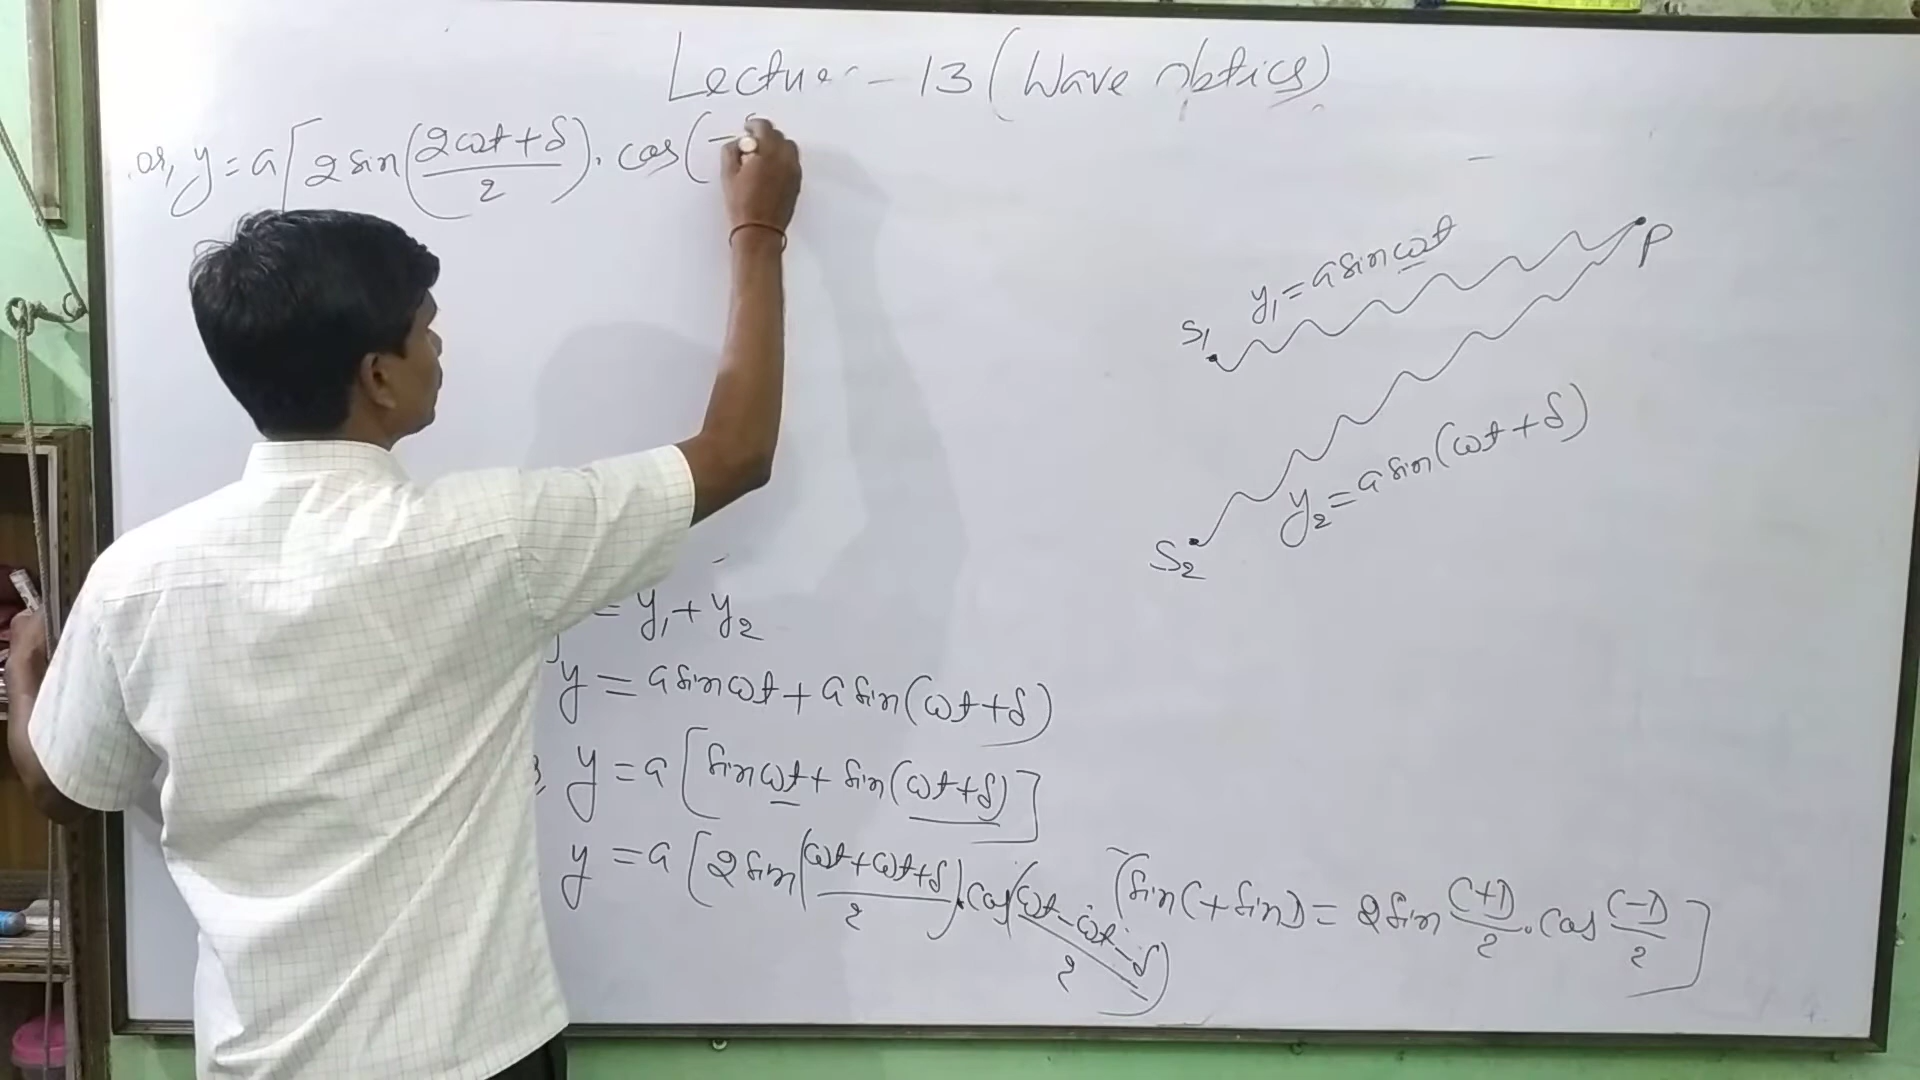 Lecture - 13 (Wave optics)
or, y = a[2 sin((2ωt+δ)/2). cos(-
y₁ = a sin ωt
P
S₁
y₂ = a sin(ωt+δ)
S₂
= y₁ + y₂
y = a sin ωt + a sin(ωt+δ)
y = a [sin ωt + sin(ωt+δ)]
y = a [2 sin((ωt+ωt+δ)/2). cos((ωt-ωt-δ)/2) [sin C + sin D = 2 sin (C+D)/2 . cos (C-D)/2]